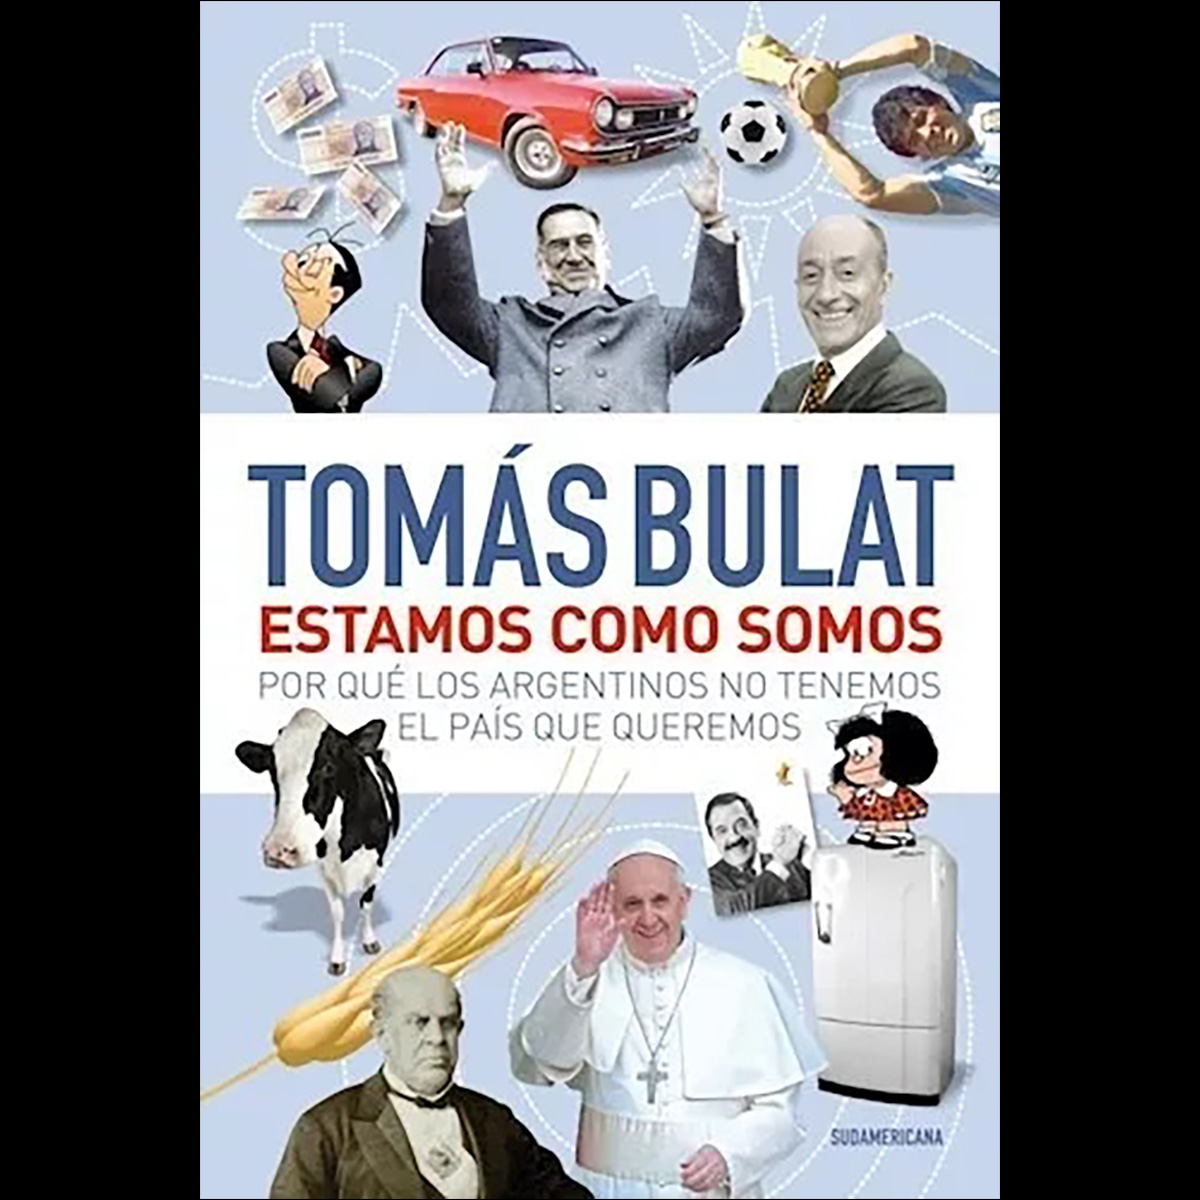 TOMÁS BULAT
ESTAMOS COMO SOMOS
POR QUÉ LOS ARGENTINOS NO TENEMOS
EL PAÍS QUE QUEREMOS
SUDAMERICANA